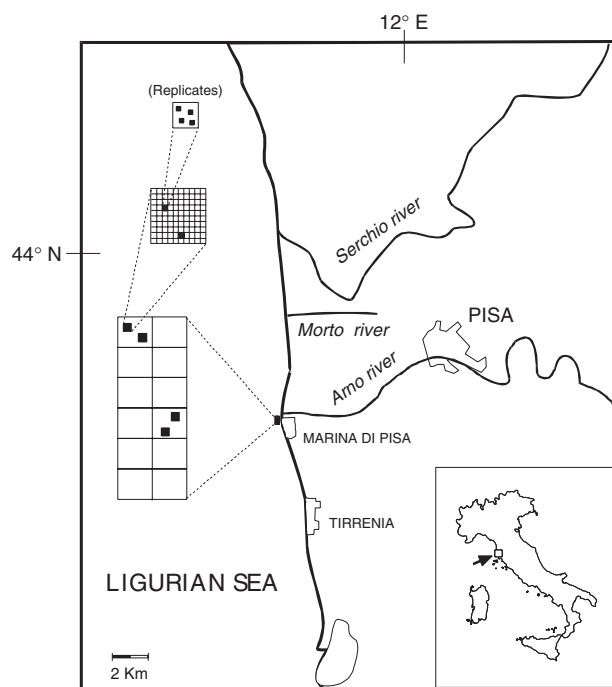 12° E
(Replicates)
Serchio river
44° N
Morto river
PISA
Arno river
MARINA DI PISA
TIRRENIA
LIGURIAN SEA
2 Km